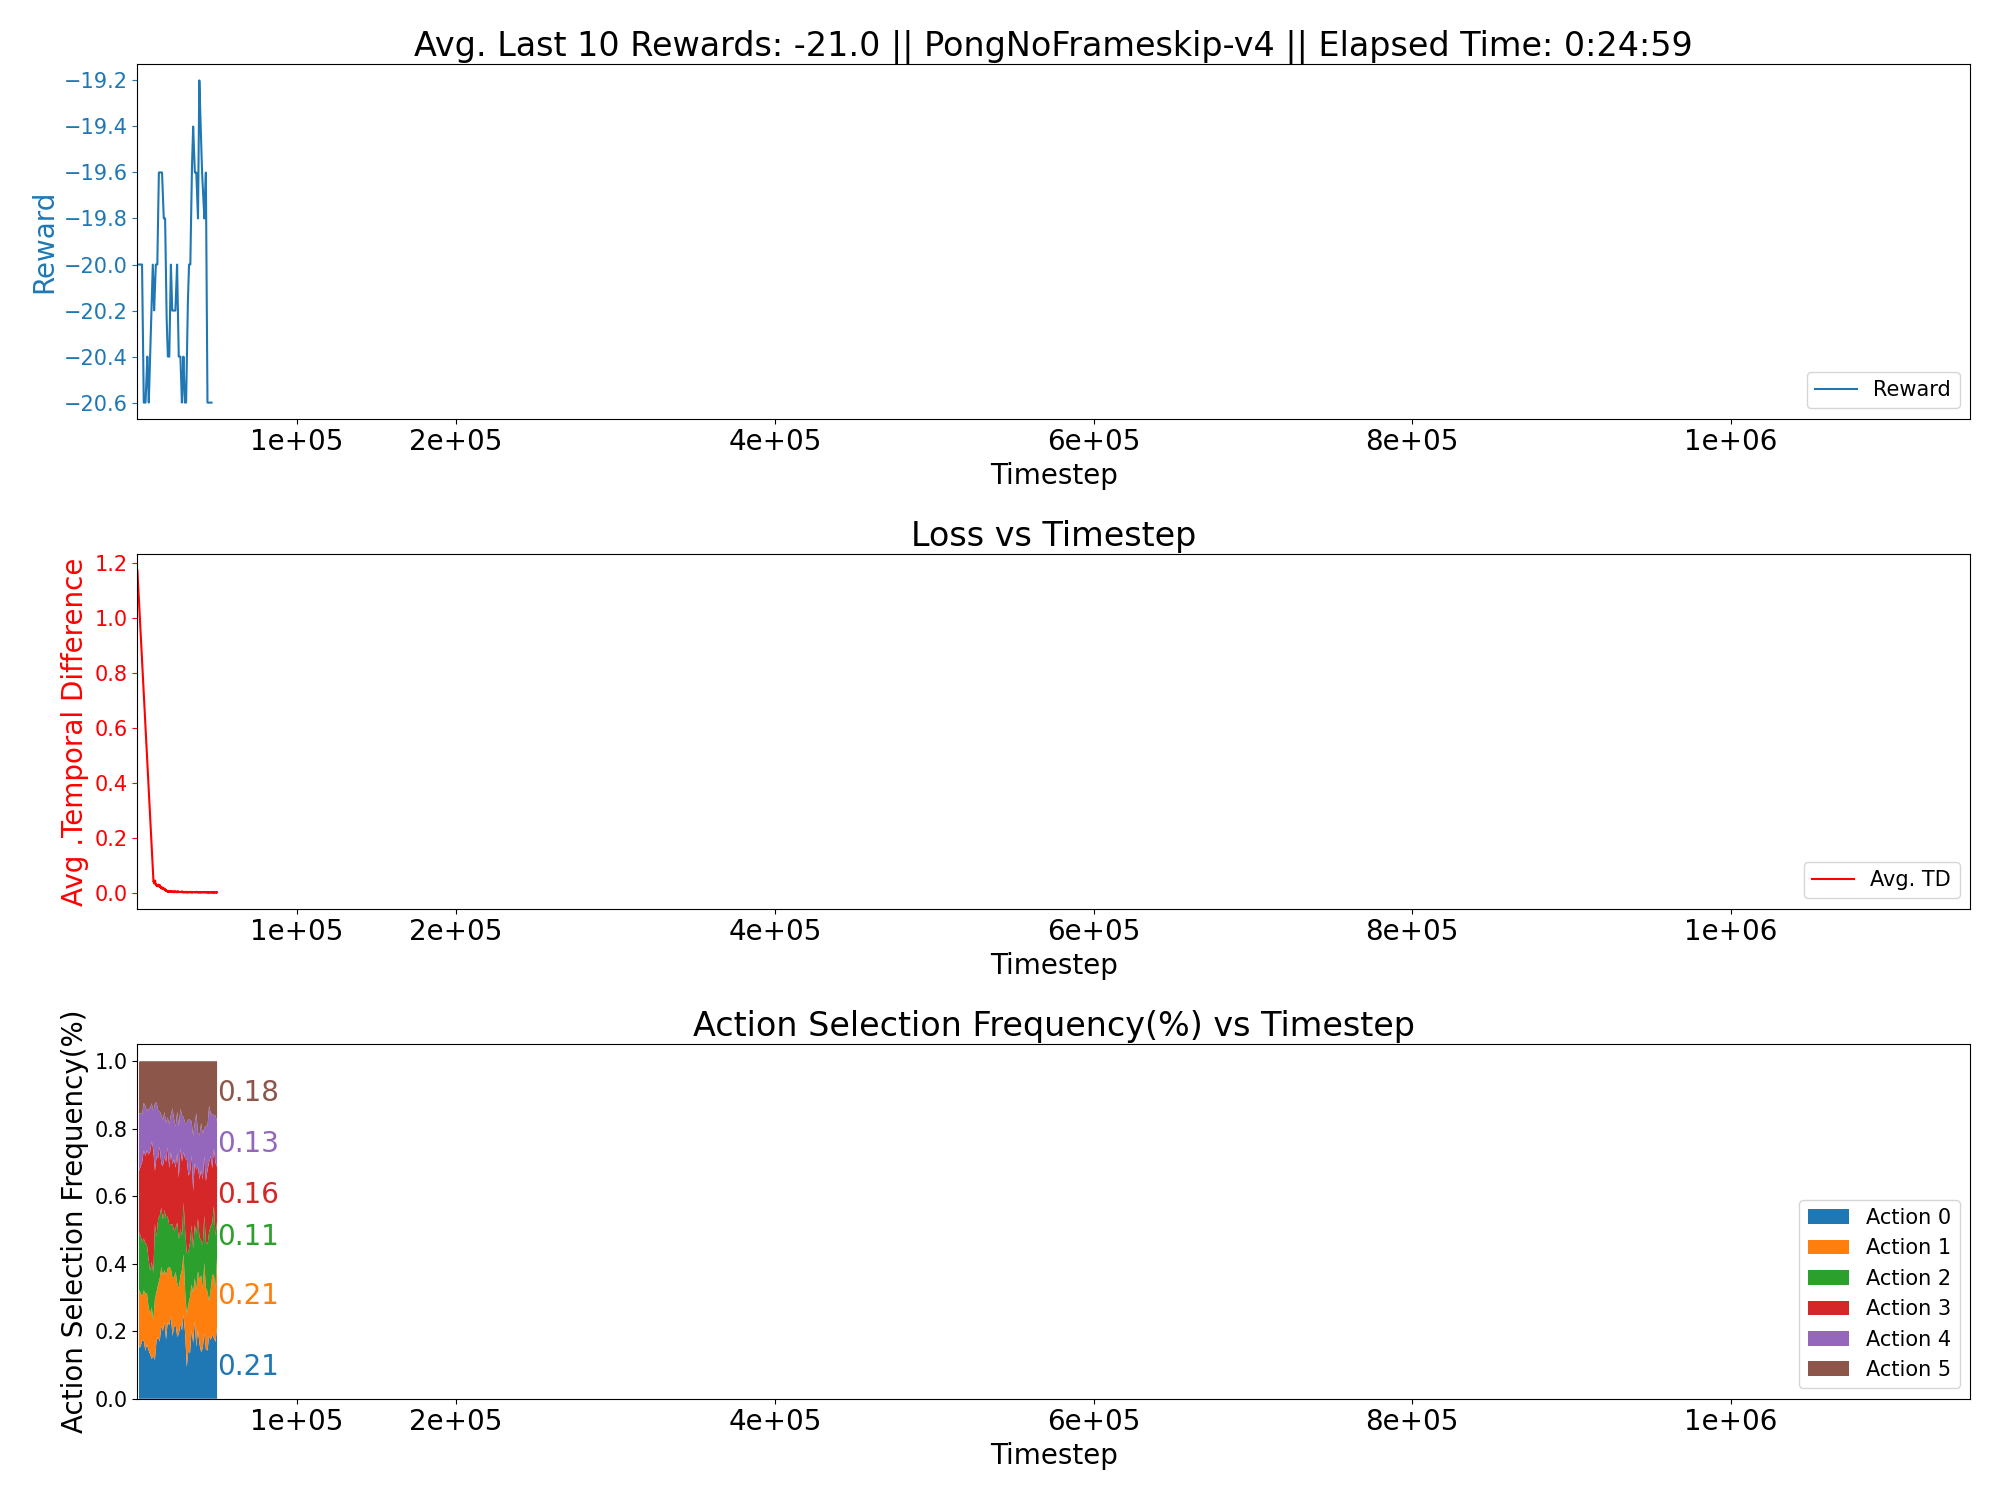 Avg. Last 10 Rewards: -21.0 || PongNoFrameskip-v4 || Elapsed Time: 0:24:59
Reward
−19.2
−19.4
−19.6
−19.8
−20.0
−20.2
−20.4
−20.6
Reward
1e+05 2e+05 4e+05 6e+05 8e+05 1e+06
Timestep
Loss vs Timestep
Avg .Temporal Difference
1.2
1.0
0.8
0.6
0.4
0.2
0.0
Avg. TD
1e+05 2e+05 4e+05 6e+05 8e+05 1e+06
Timestep
Action Selection Frequency(%) vs Timestep
Action Selection Frequency(%)
1.0
0.8
0.6
0.4
0.2
0.0
0.18
0.13
0.16
0.11
0.21
0.21
Action 0
Action 1
Action 2
Action 3
Action 4
Action 5
1e+05 2e+05 4e+05 6e+05 8e+05 1e+06
Timestep